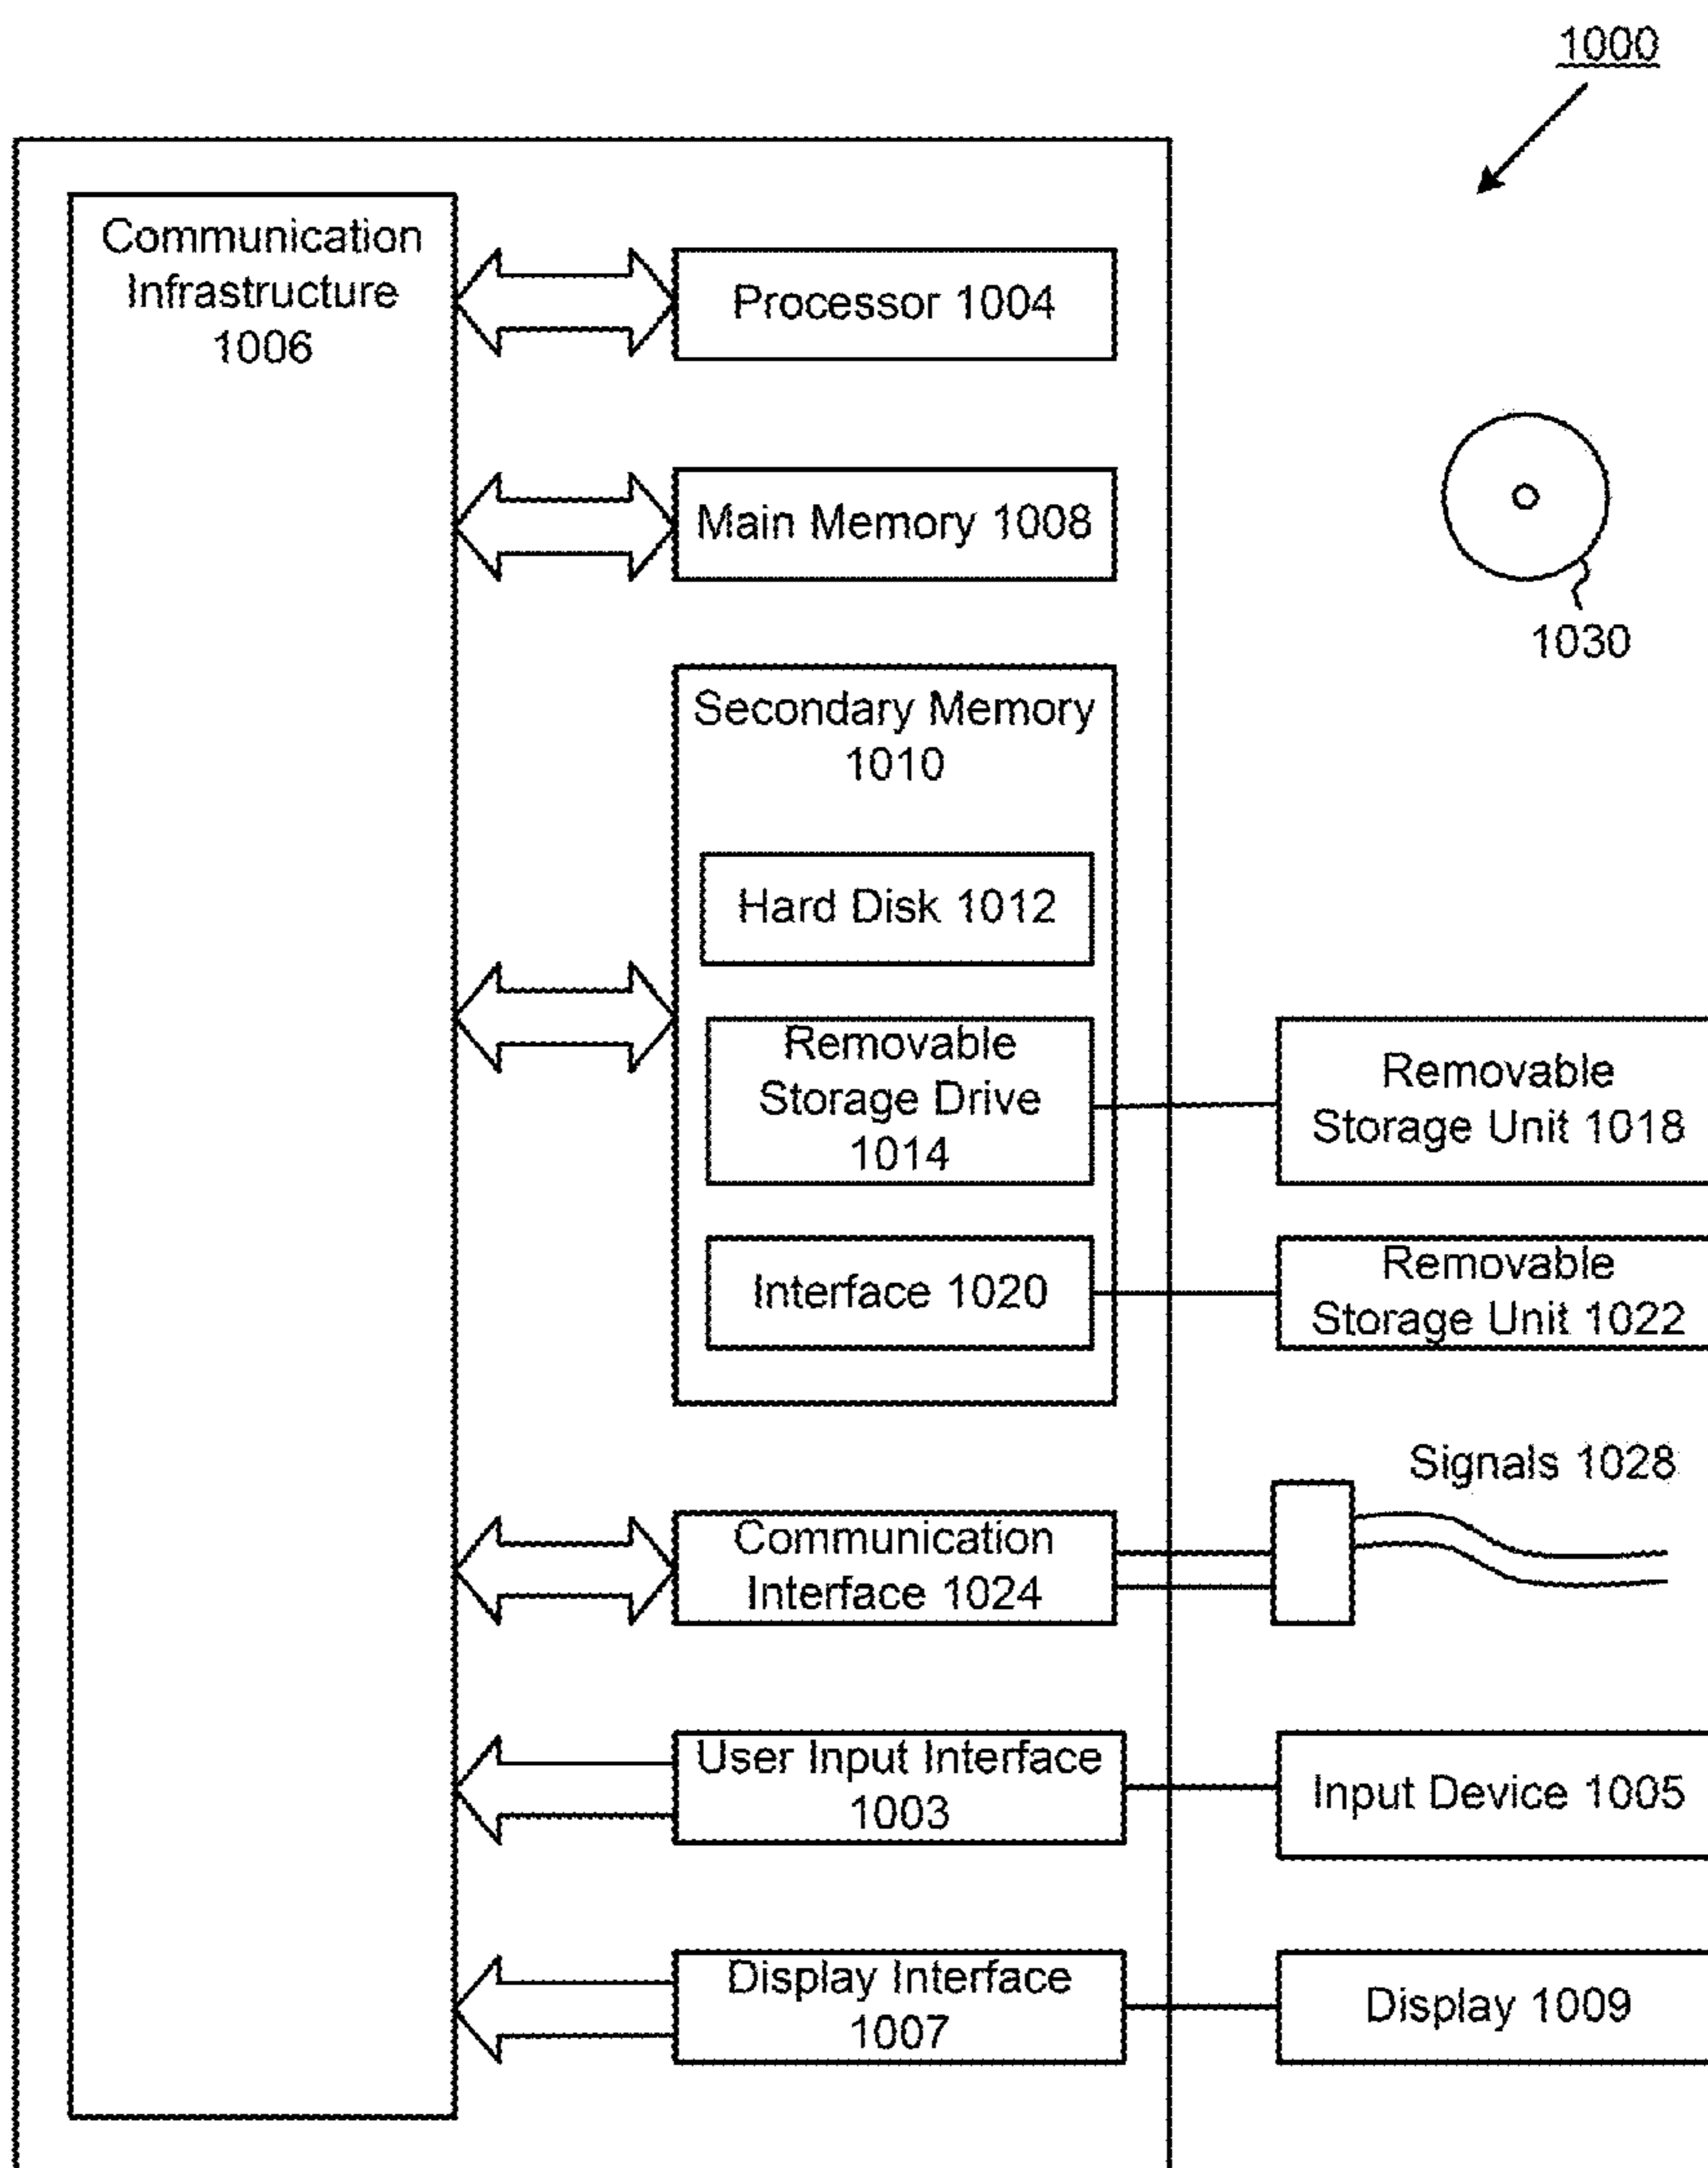 1000
Communication
Infrastructure
1006
Processor 1004
Main Memory 1008
1030
Secondary Memory
1010
Hard Disk 1012
Removable
Storage Drive
1014
Removable
Storage Unit 1018
Interface 1020
Removable
Storage Unit 1022
Signals 1028
Communication
Interface 1024
User Input Interface
1003
Input Device 1005
Display Interface
1007
Display 1009